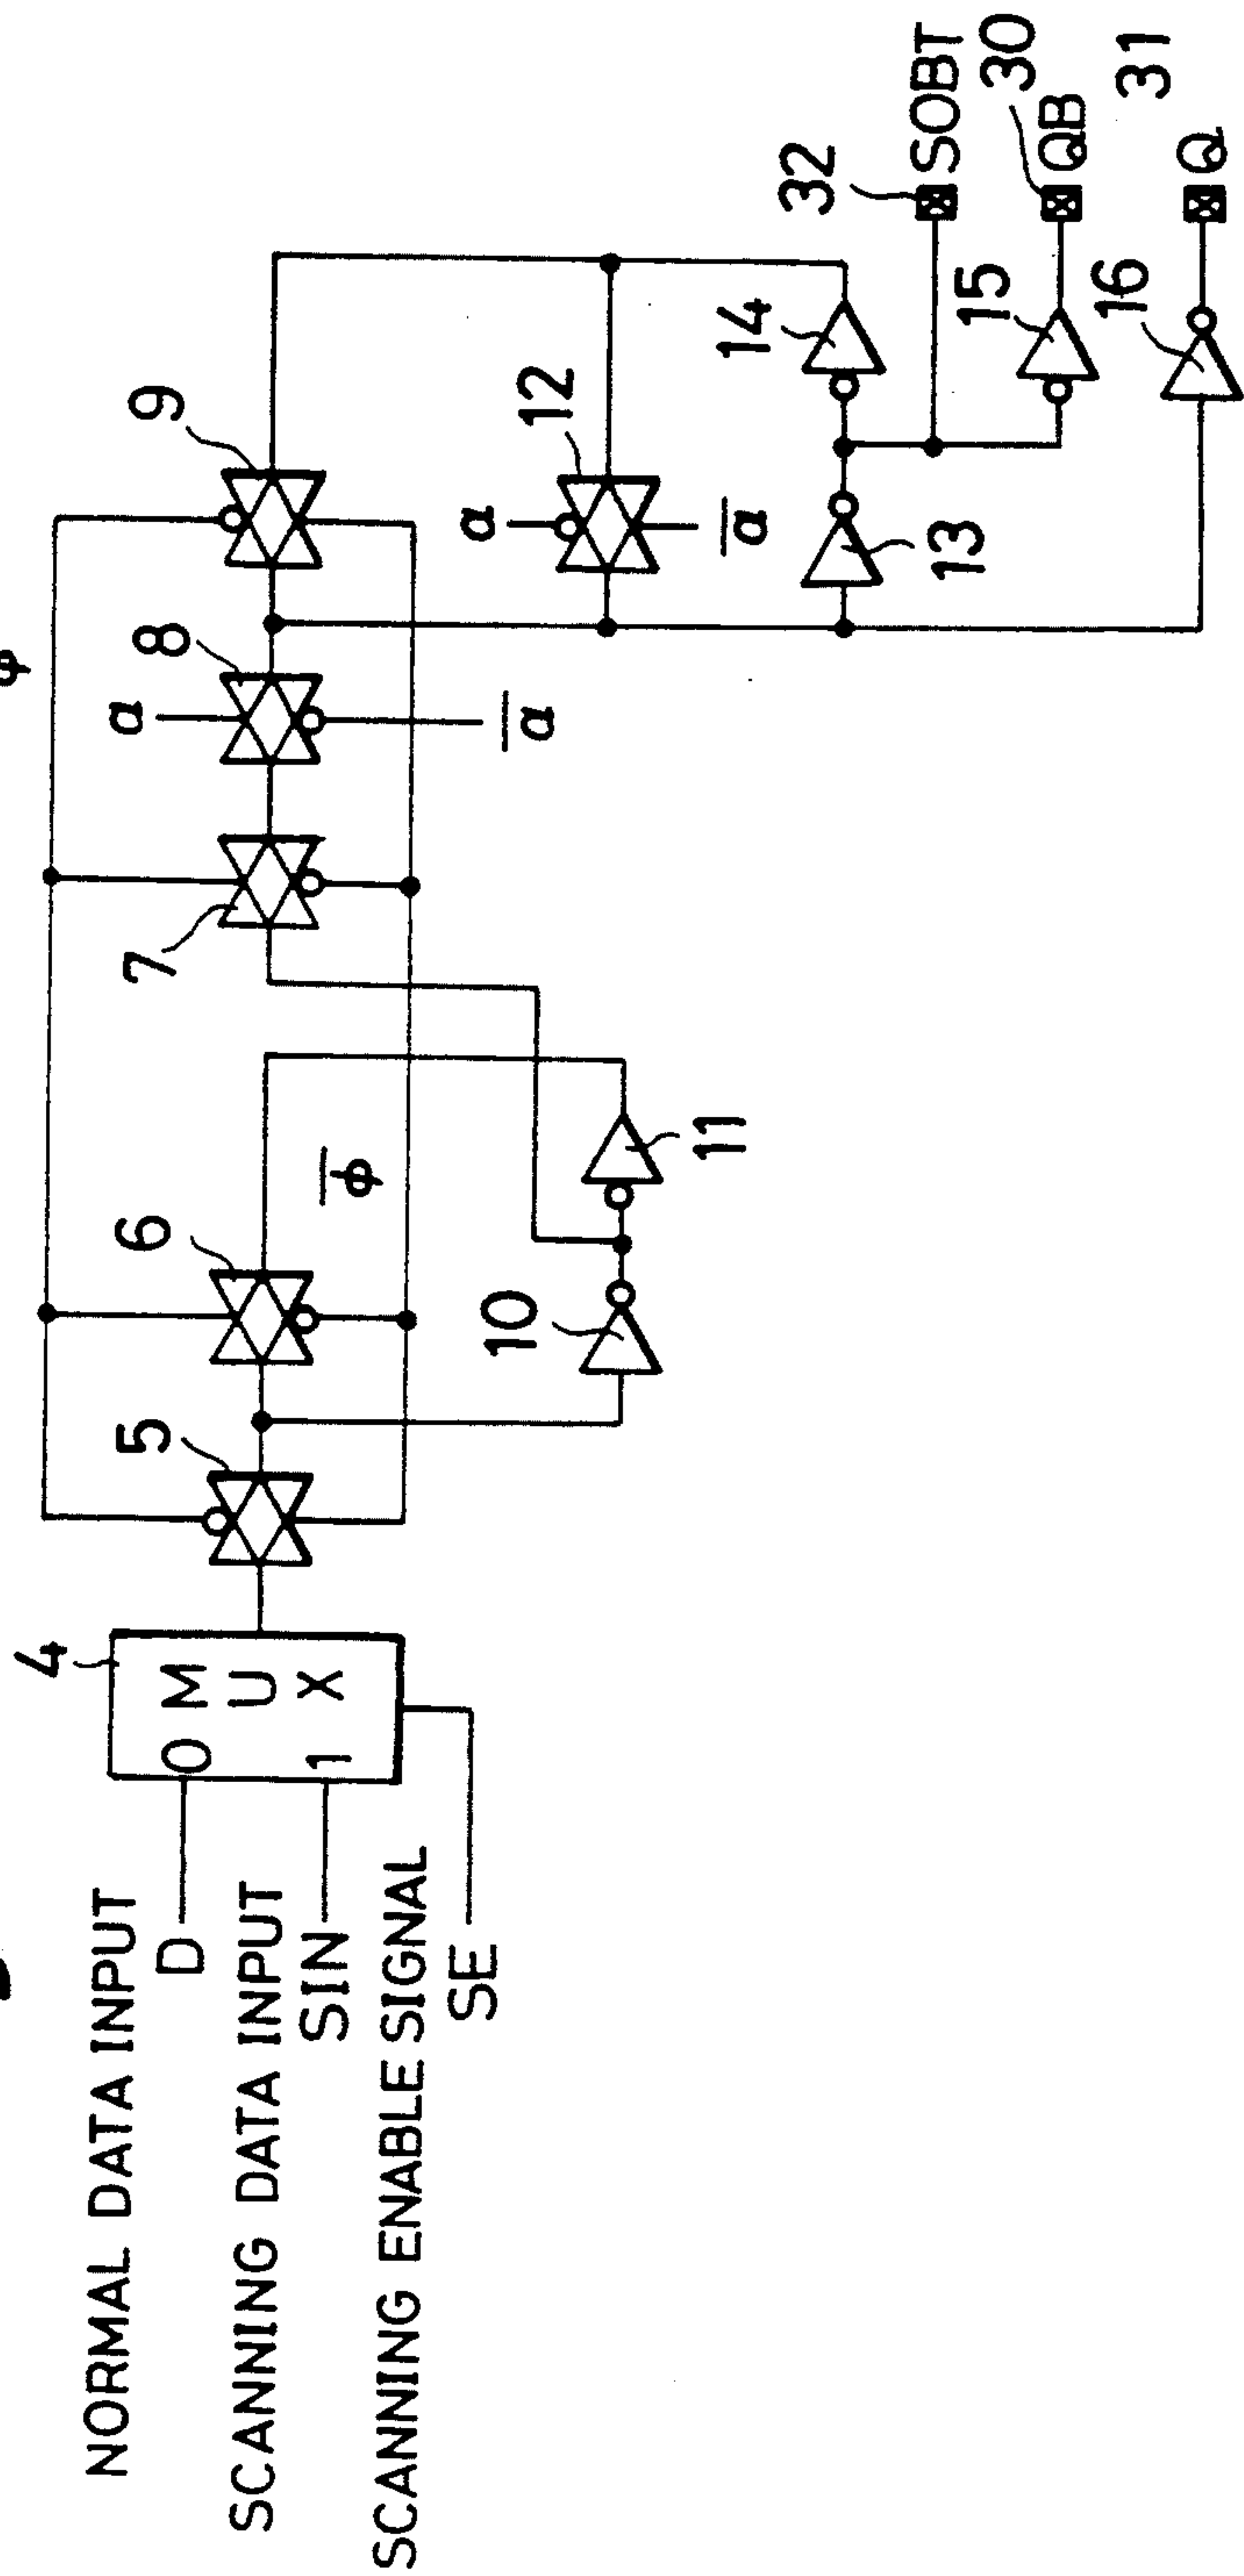 NORMAL DATA INPUT
D
SCANNING DATA INPUT
SIN
SCANNING ENABLE SIGNAL
SE
4
0 M
U
1 X
5
6
7
8
9
ϕ
ϕ̅
10
11
a
a̅
12
a
a̅
13
14
15
16
32
SOBT
30
QB
31
Q